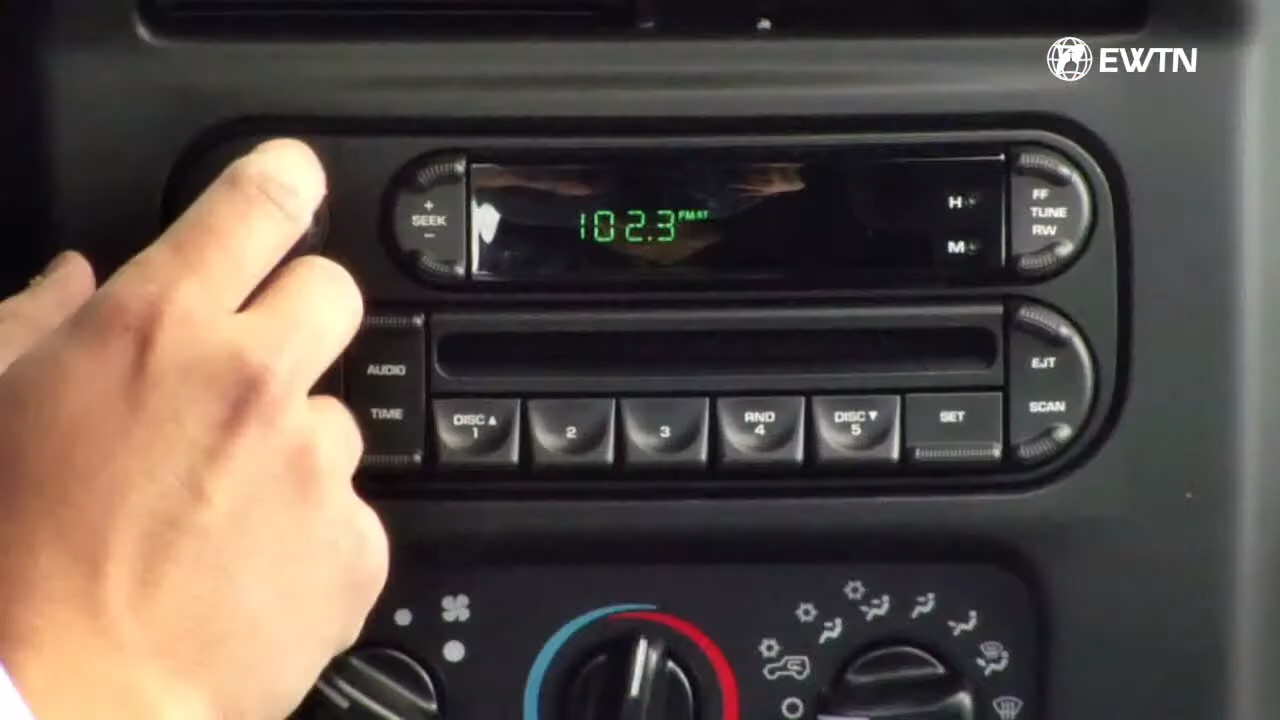 EWTN
+
SEEK
−
102.3 FM ST
H
M
FF
TUNE
RW
AUDIO
TIME
DISC ▲
1
2
3
RND
4
DISC ▼
5
SET
EJT
SCAN